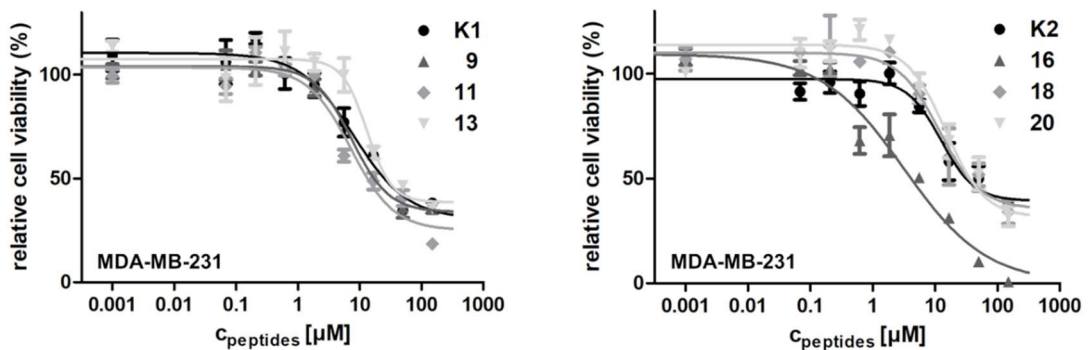 relative cell viability (%)
100
50
0
K1
9
11
13
MDA-MB-231
0.001 0.01 0.1 1 10 100 1000
c peptides [µM]
relative cell viability (%)
100
50
0
K2
16
18
20
MDA-MB-231
0.001 0.01 0.1 1 10 100 1000
c peptides [µM]